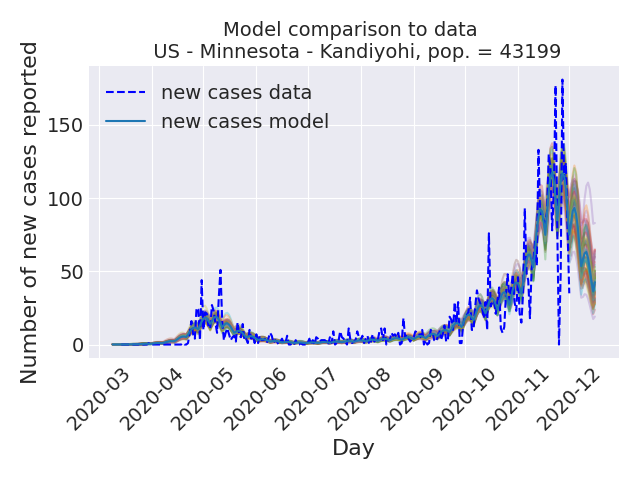 Model comparison to data
US - Minnesota - Kandiyohi, pop. = 43199
new cases data
new cases model
Number of new cases reported
150
100
50
0
2020-03
2020-04
2020-05
2020-06
2020-07
2020-08
2020-09
2020-10
2020-11
2020-12
Day